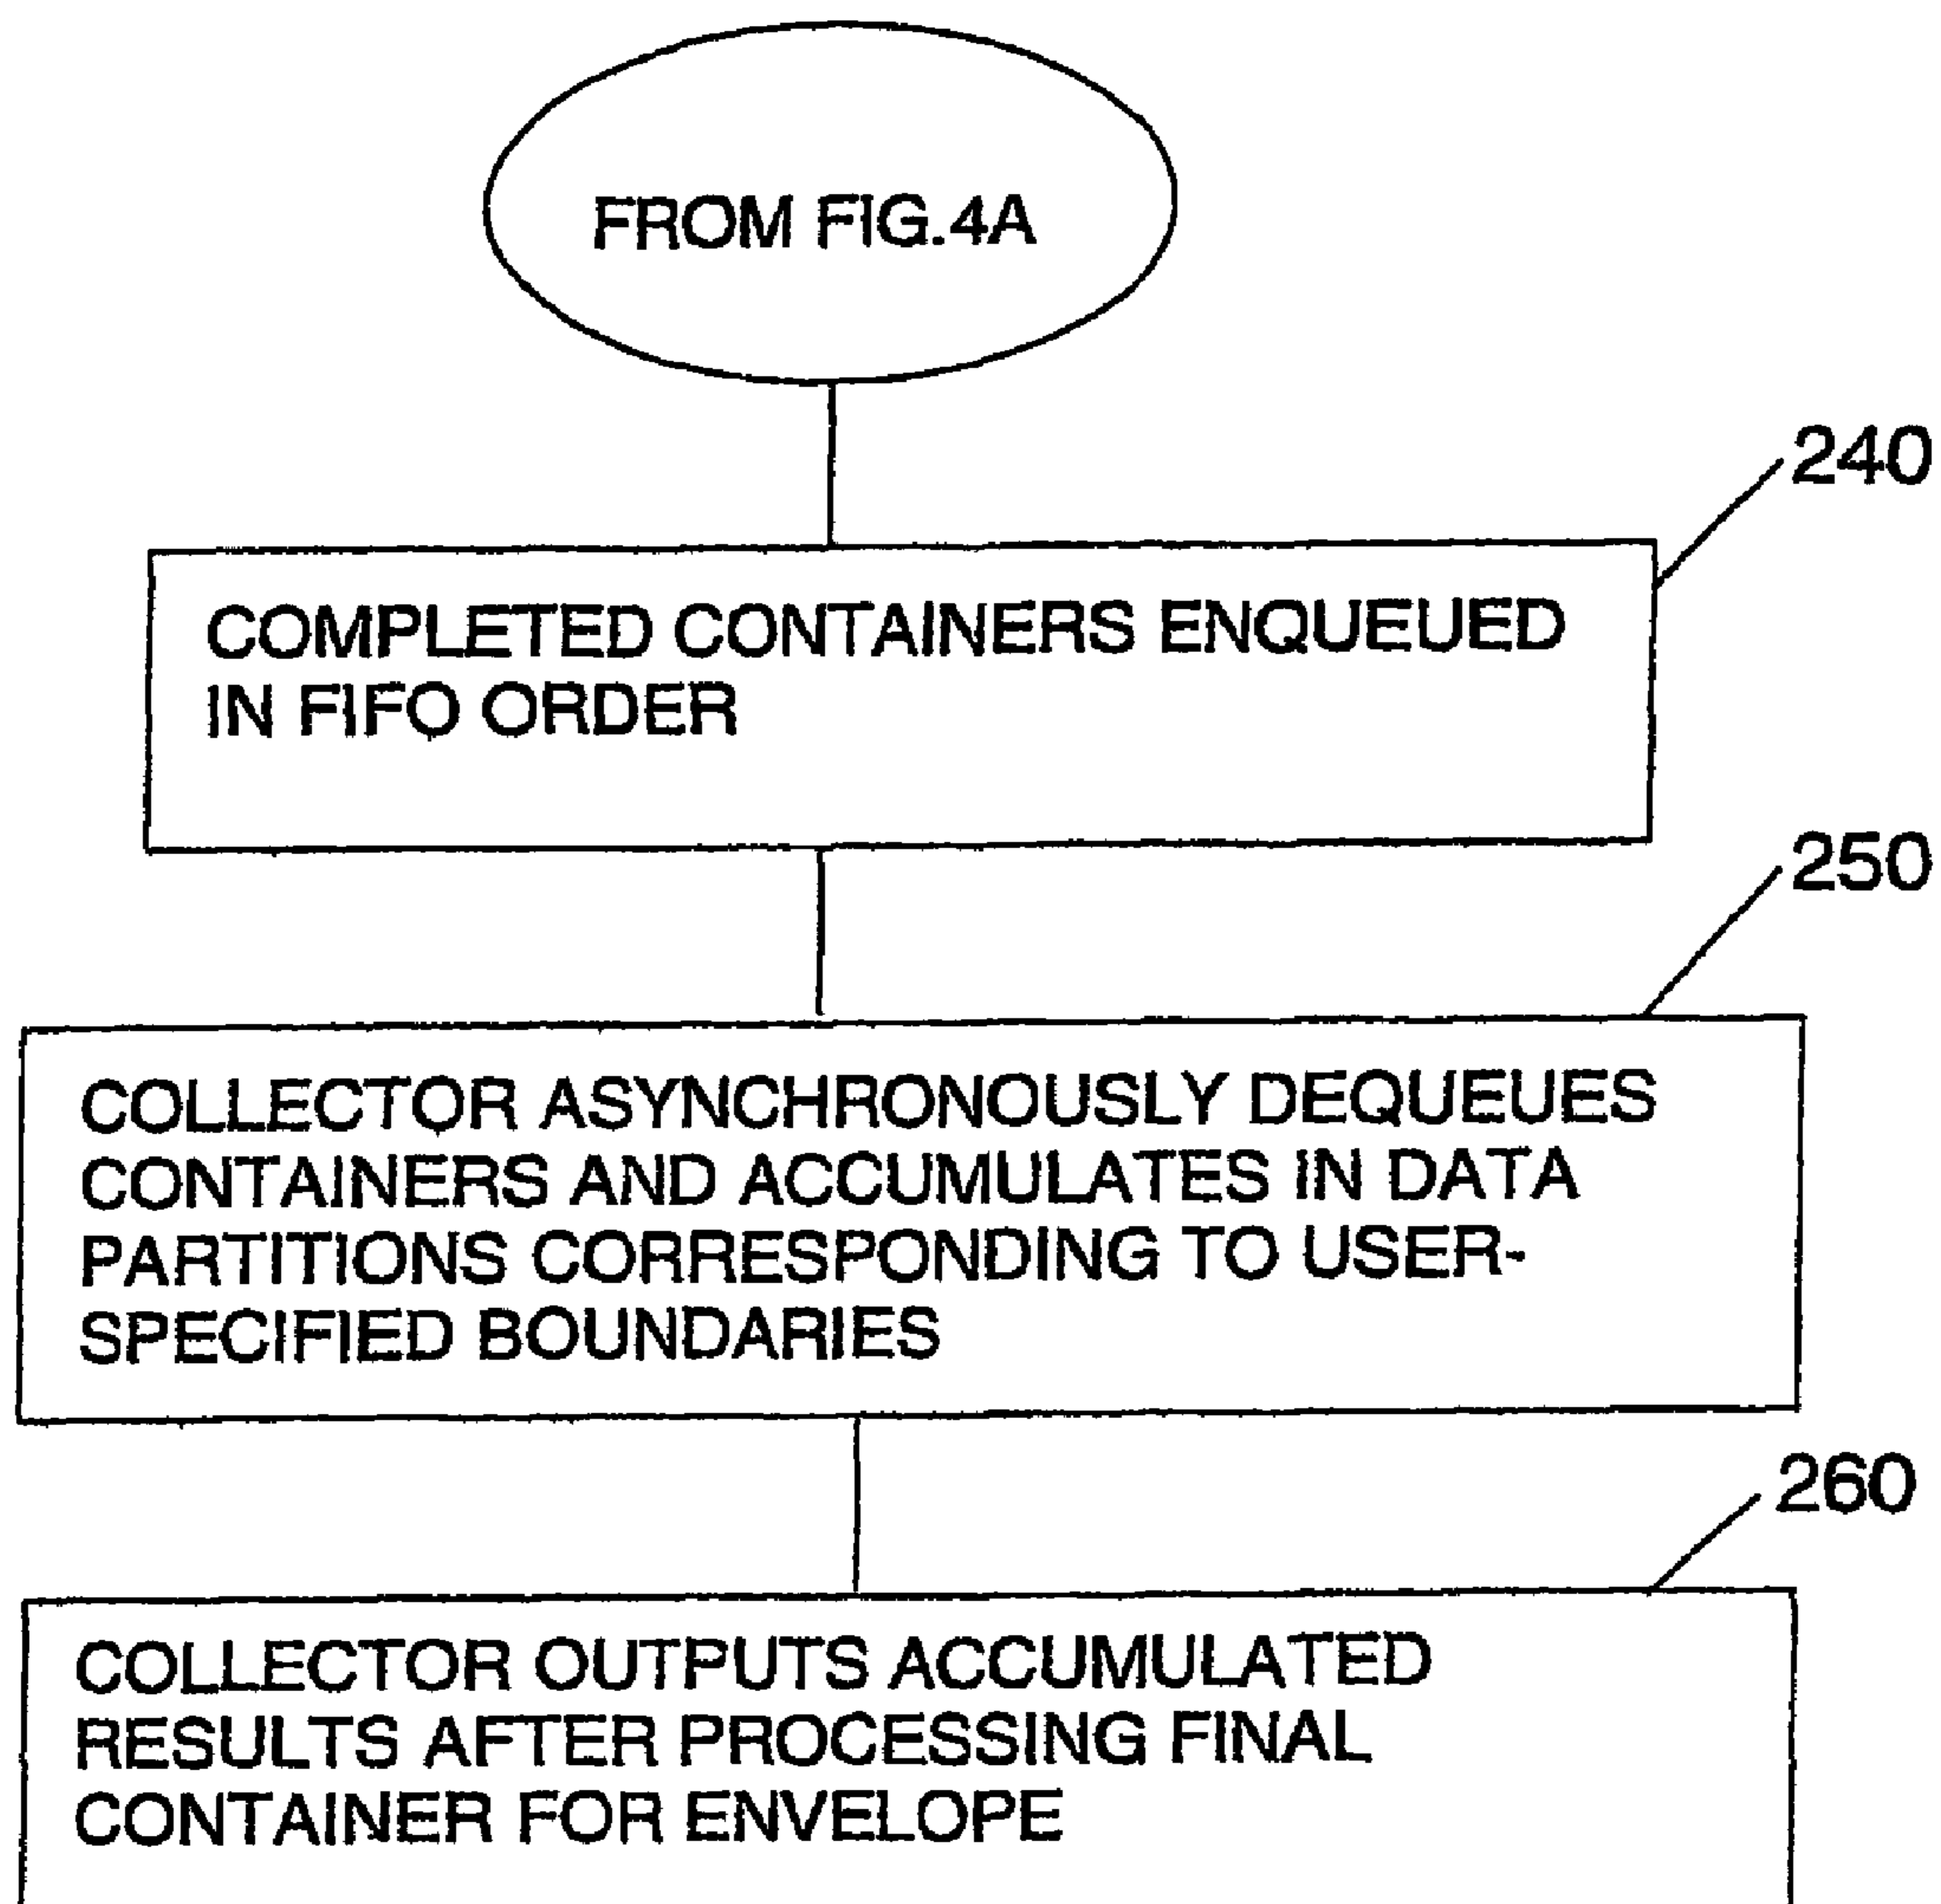 FROM FIG.4A
240
COMPLETED CONTAINERS ENQUEUED
IN FIFO ORDER
250
COLLECTOR ASYNCHRONOUSLY DEQUEUES
CONTAINERS AND ACCUMULATES IN DATA
PARTITIONS CORRESPONDING TO USER-
SPECIFIED BOUNDARIES
260
COLLECTOR OUTPUTS ACCUMULATED
RESULTS AFTER PROCESSING FINAL
CONTAINER FOR ENVELOPE